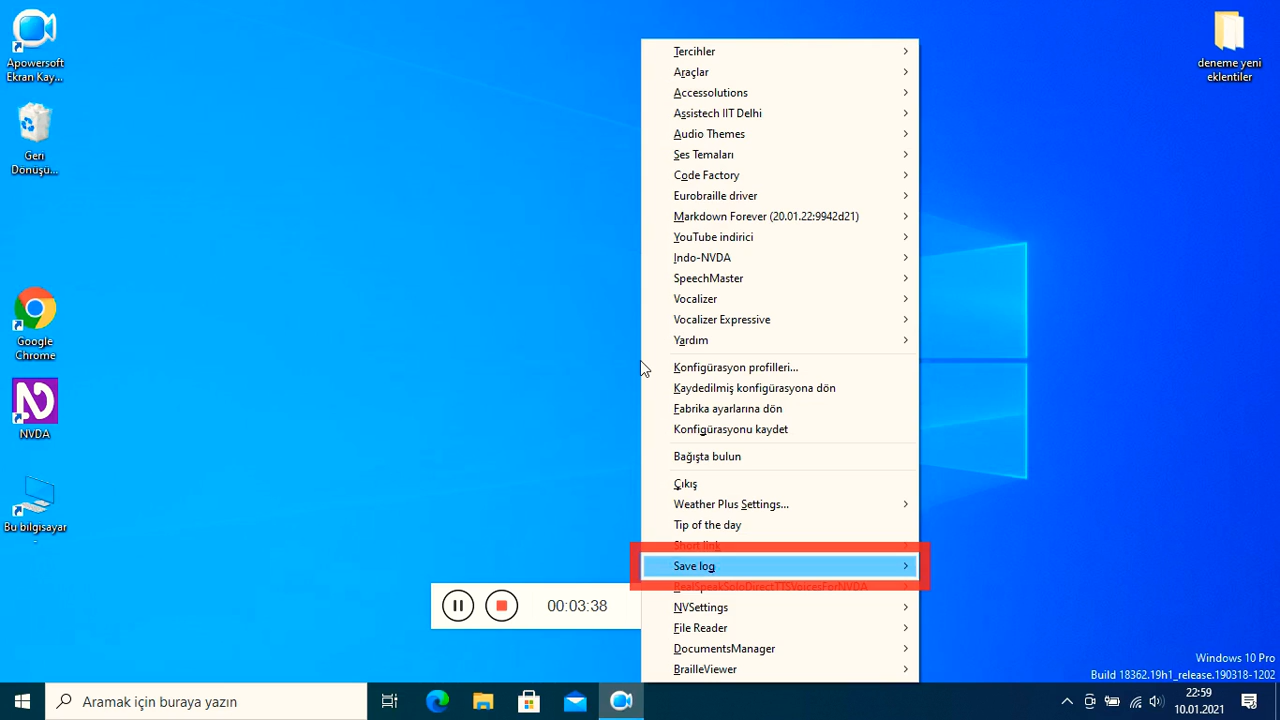 Apowersoft
Ekran Kay...
Geri
Dönüşü...
Google
Chrome
NVDA
Bu bilgisayar
-
deneme yeni
eklentiler
Tercihler
Araçlar
Accessolutions
Assistech IIT Delhi
Audio Themes
Ses Temaları
Code Factory
Eurobraille driver
Markdown Forever (20.01.22:9942d21)
YouTube indirici
Indo-NVDA
SpeechMaster
Vocalizer
Vocalizer Expressive
Yardım
Konfigürasyon profilleri...
Kaydedilmiş konfigürasyona dön
Fabrika ayarlarına dön
Konfigürasyonu kaydet
Bağışta bulun
Çıkış
Weather Plus Settings...
Tip of the day
Short link
Save log
RealSpeakSoloDirectTTSVoicesForNVDA
NVSettings
File Reader
DocumentsManager
BrailleViewer
00:03:38
Windows 10 Pro
Build 18362.19h1_release.190318-1202
Aramak için buraya yazın
22:59
10.01.2021